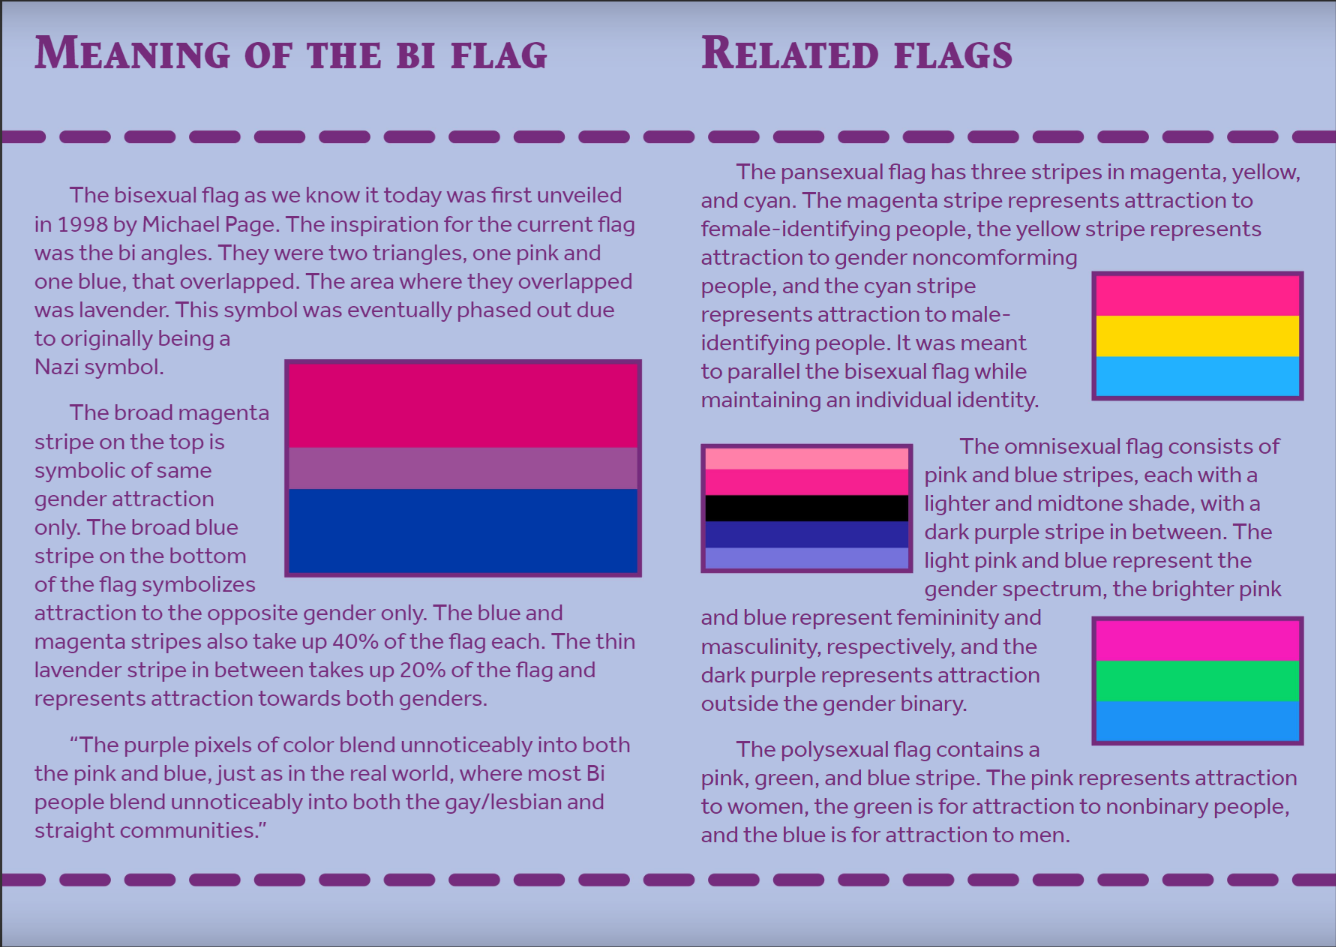 Meaning of the bi flag
The bisexual flag as we know it today was first unveiled
in 1998 by Michael Page. The inspiration for the current flag
was the bi angles. They were two triangles, one pink and
one blue, that overlapped. The area where they overlapped
was lavender. This symbol was eventually phased out due
to originally being a
Nazi symbol.
The broad magenta
stripe on the top is
symbolic of same
gender attraction
only. The broad blue
stripe on the bottom
of the flag symbolizes
attraction to the opposite gender only. The blue and
magenta stripes also take up 40% of the flag each. The thin
lavender stripe in between takes up 20% of the flag and
represents attraction towards both genders.
“The purple pixels of color blend unnoticeably into both
the pink and blue, just as in the real world, where most Bi
people blend unnoticeably into both the gay/lesbian and
straight communities.”
Related flags
The pansexual flag has three stripes in magenta, yellow,
and cyan. The magenta stripe represents attraction to
female-identifying people, the yellow stripe represents
attraction to gender noncomforming
people, and the cyan stripe
represents attraction to male-
identifying people. It was meant
to parallel the bisexual flag while
maintaining an individual identity.
The omnisexual flag consists of
pink and blue stripes, each with a
lighter and midtone shade, with a
dark purple stripe in between. The
light pink and blue represent the
gender spectrum, the brighter pink
and blue represent femininity and
masculinity, respectively, and the
dark purple represents attraction
outside the gender binary.
The polysexual flag contains a
pink, green, and blue stripe. The pink represents attraction
to women, the green is for attraction to nonbinary people,
and the blue is for attraction to men.